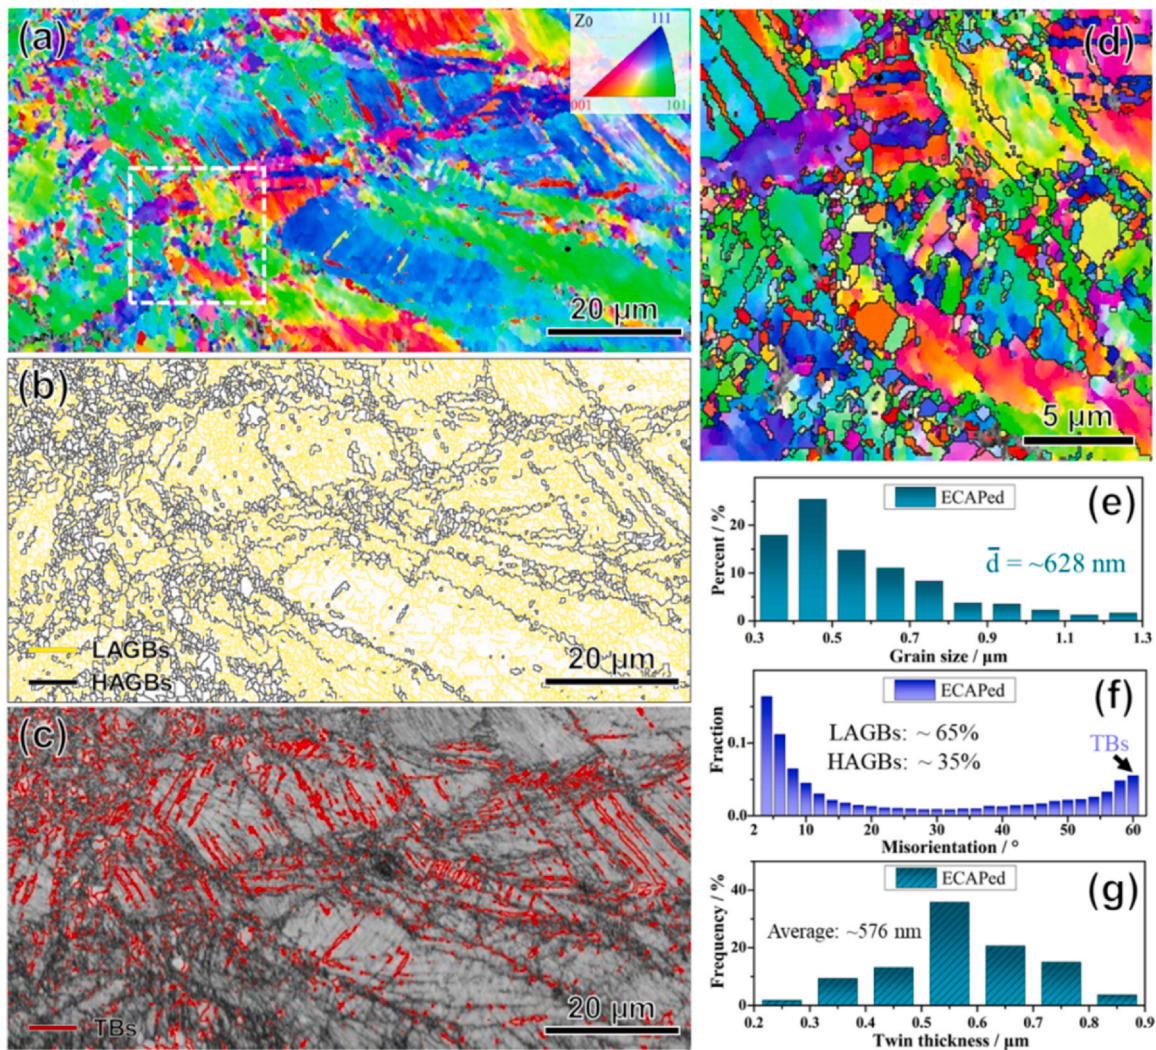 (a)
Z0
111
001
101
20 μm
(b)
LAGBs
HAGBs
20 μm
(c)
TBs
20 μm
(d)
5 μm
ECAPed
(e)
d̄ = ~628 nm
Percent / %
20
10
0
0.3 0.5 0.7 0.9 1.1 1.3
Grain size / μm
ECAPed
(f)
LAGBs: ~ 65%
HAGBs: ~ 35%
TBs
Fraction
0.1
0.0
2 10 20 30 40 50 60
Misorientation / °
ECAPed
(g)
Average: ~576 nm
Frequency / %
40
20
0
0.2 0.3 0.4 0.5 0.6 0.7 0.8 0.9
Twin thickness / μm